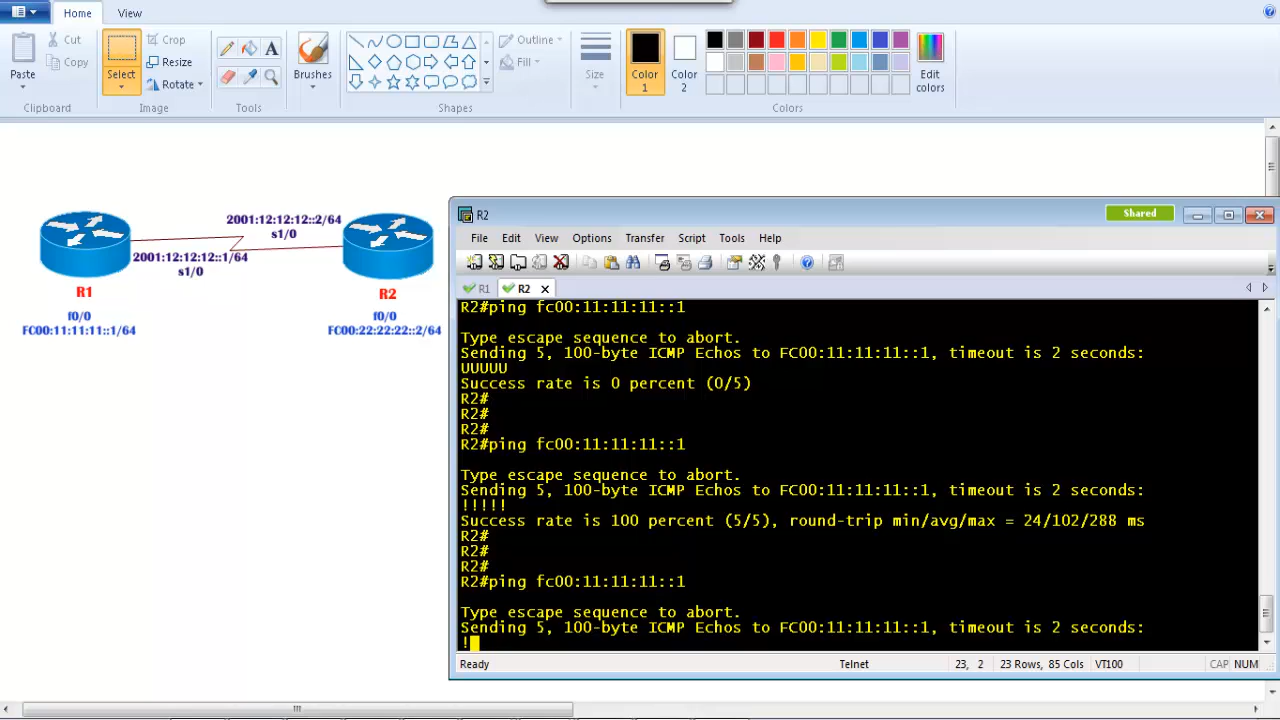 Home
View
Paste
Cut
Copy
Clipboard
Select
Crop
Resize
Rotate
Image
A
Tools
Brushes
Shapes
Outline
Fill
Size
Color
1
Color
2
Edit
colors
Colors
2001:12:12:12::2/64
s1/0
2001:12:12:12::1/64
s1/0
R1
f0/0
FC00:11:11:11::1/64
R2
f0/0
FC00:22:22:22::2/64
R2
Shared
File Edit View Options Transfer Script Tools Help
R1
R2
R2#ping fc00:11:11:11::1
Type escape sequence to abort.
Sending 5, 100-byte ICMP Echos to FC00:11:11:11::1, timeout is 2 seconds:
UUUUU
Success rate is 0 percent (0/5)
R2#
R2#
R2#
R2#ping fc00:11:11:11::1
Type escape sequence to abort.
Sending 5, 100-byte ICMP Echos to FC00:11:11:11::1, timeout is 2 seconds:
!!!!!
Success rate is 100 percent (5/5), round-trip min/avg/max = 24/102/288 ms
R2#
R2#
R2#
R2#ping fc00:11:11:11::1
Type escape sequence to abort.
Sending 5, 100-byte ICMP Echos to FC00:11:11:11::1, timeout is 2 seconds:
!
Ready Telnet 23, 2 23 Rows, 85 Cols VT100 CAP NUM